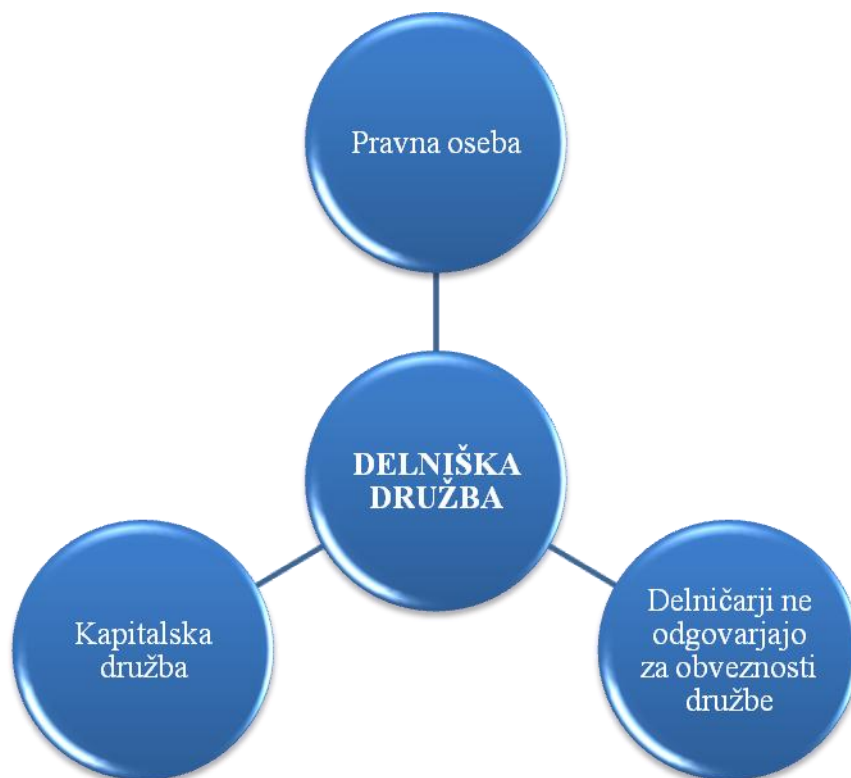 Pravna oseba
DELNIŠKA
DRUŽBA
Kapitalska
družba
Delničarji ne
odgovarjajo
za obveznosti
družbe